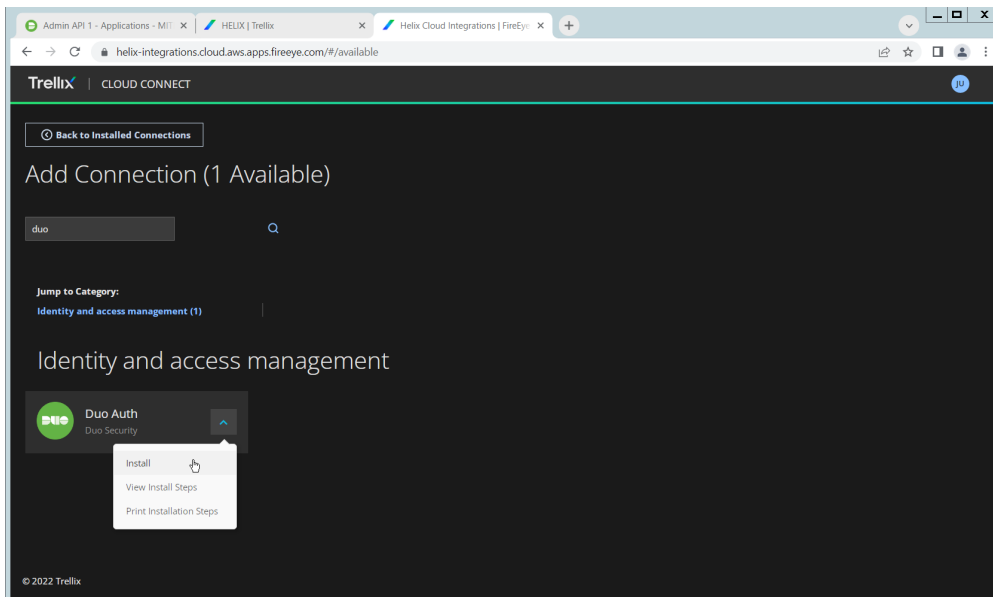 Admin API 1 - Applications - MIT
HELIX | Trellix
Helix Cloud Integrations | FireEye
helix-integrations.cloud.aws.apps.fireeye.com/#/available
Trellix | CLOUD CONNECT
JU
Back to Installed Connections
Add Connection (1 Available)
duo
Jump to Category:
Identity and access management (1)
Identity and access management
DUO
Duo Auth
Duo Security
Install
View Install Steps
Print Installation Steps
© 2022 Trellix